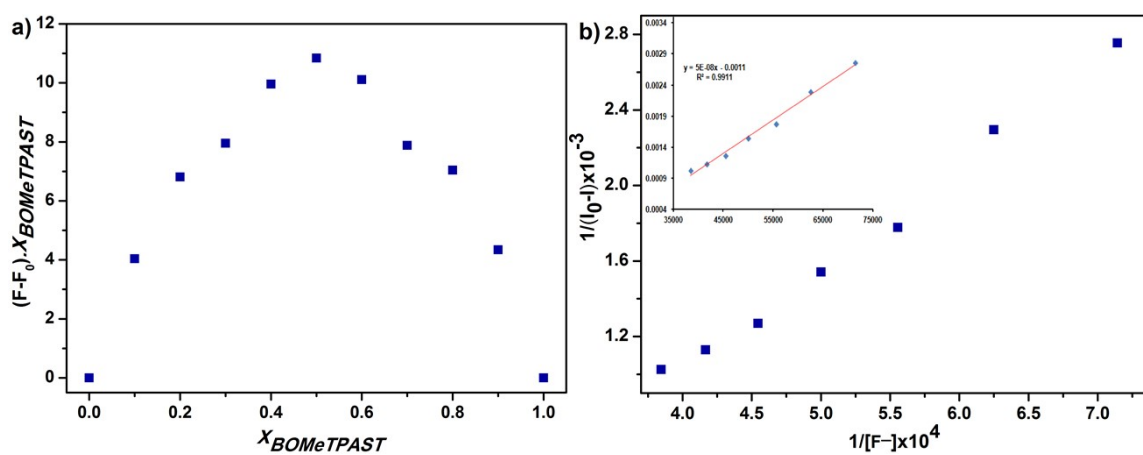 a)
12
10
8
6
4
2
0
(F-F₀).X_BOMeTPAST
0.0 0.2 0.4 0.6 0.8 1.0
X_BOMeTPAST
b)
2.8
2.4
2.0
1.6
1.2
1/(I₀-I)x10⁻³
0.0034
0.0029
0.0024
0.0019
0.0014
0.0009
0.0004
y = 5E-08x - 0.0011
R² = 0.9911
35000 45000 55000 65000 75000
4.0 4.5 5.0 5.5 6.0 6.5 7.0
1/[F⁻]x10⁴